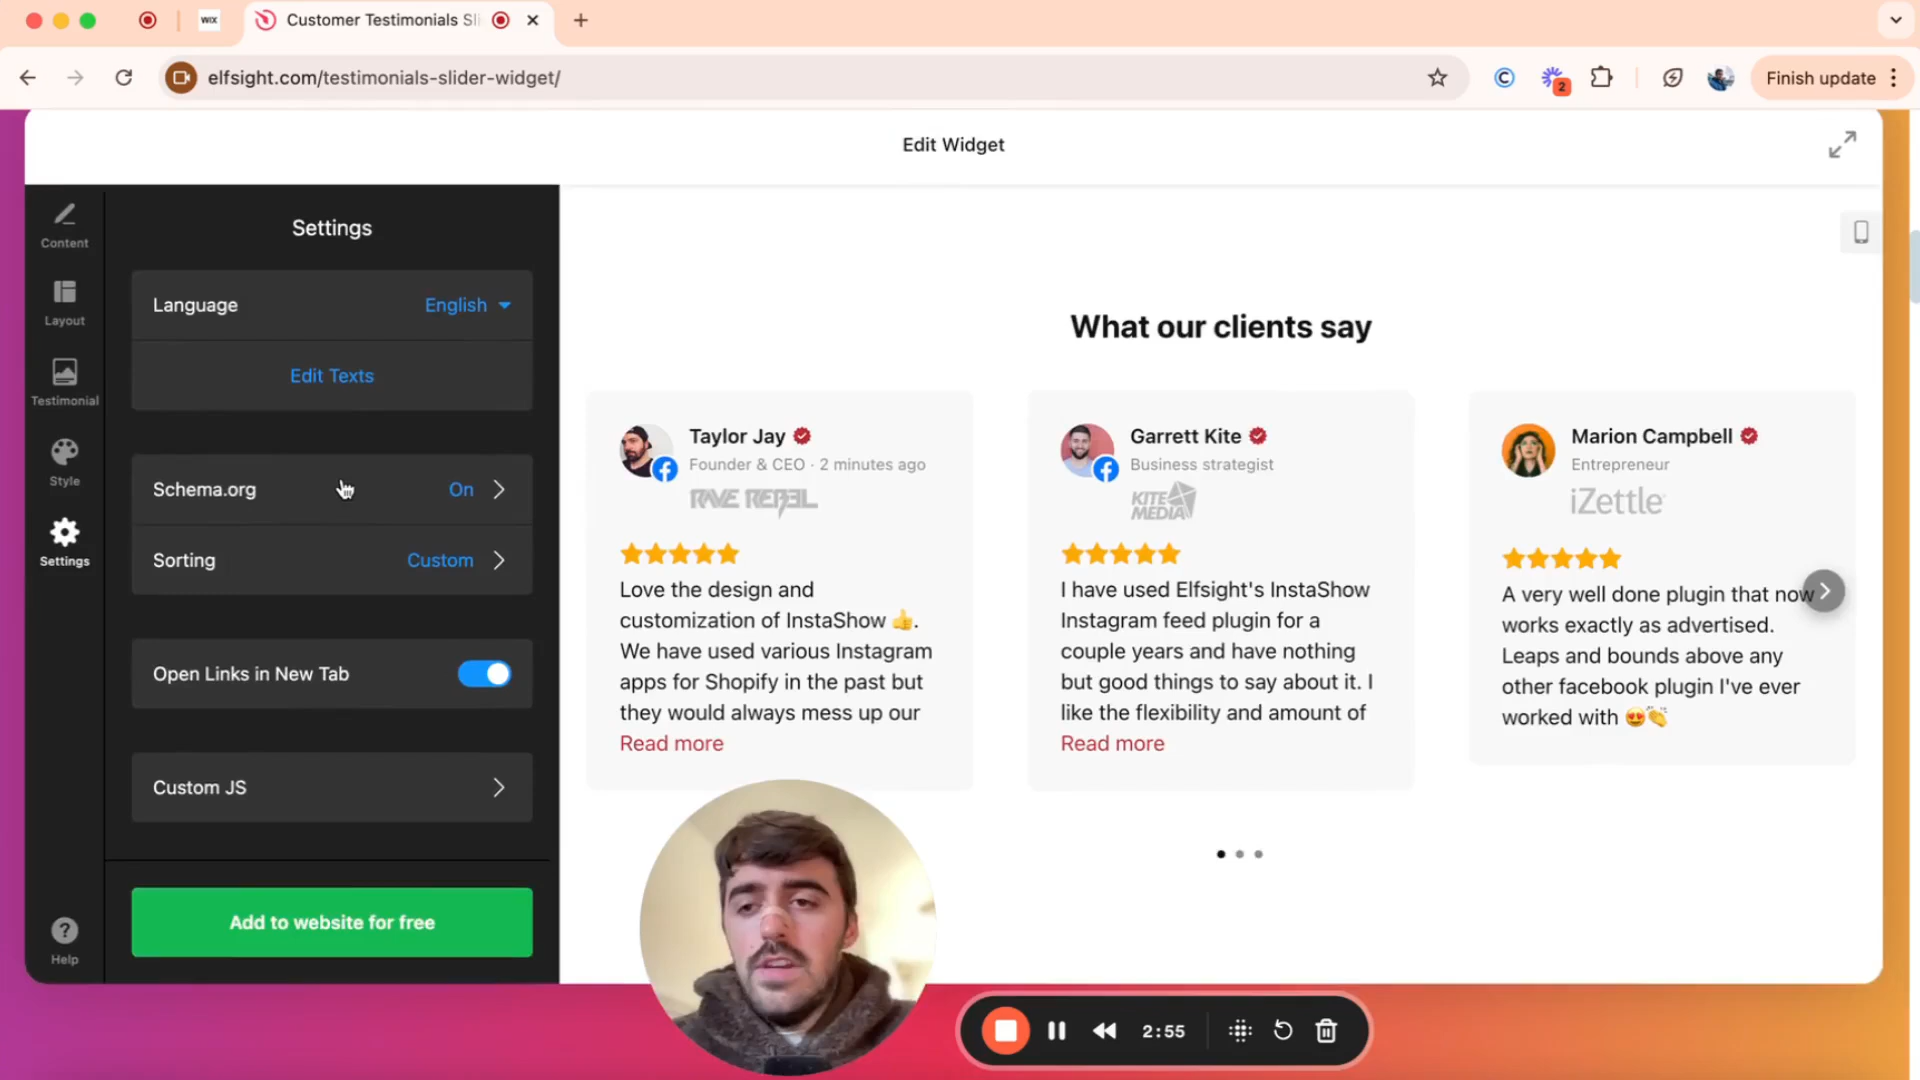 WIX
Customer Testimonials Sli
elfsight.com/testimonials-slider-widget/
2
Finish update
Edit Widget
Content
Layout
Testimonial
Style
Settings
Help
Settings
Language
English
Edit Texts
Schema.org
On
Sorting
Custom
Open Links in New Tab
Custom JS
Add to website for free
What our clients say
Taylor Jay
Founder & CEO · 2 minutes ago
RAVE REBEL
Love the design and
customization of InstaShow 👍.
We have used various Instagram
apps for Shopify in the past but
they would always mess up our
Read more
Garrett Kite
Business strategist
KITE
MEDIA
I have used Elfsight's InstaShow
Instagram feed plugin for a
couple years and have nothing
but good things to say about it. I
like the flexibility and amount of
Read more
Marion Campbell
Entrepreneur
iZettle
A very well done plugin that now
works exactly as advertised.
Leaps and bounds above any
other facebook plugin I've ever
worked with 😍👏
2:55